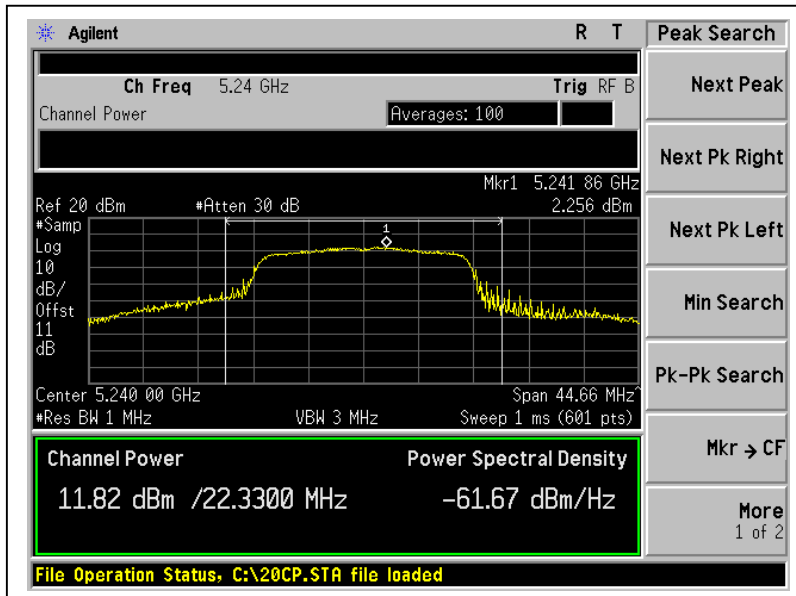 Agilent R T
Peak Search
Ch Freq 5.24 GHz Trig RF B
Channel Power Averages: 100
Mkr1 5.241 86 GHz
Ref 20 dBm #Atten 30 dB 2.256 dBm
#Samp
Log
10
dB/
Offst
11
dB
1
Center 5.240 00 GHz Span 44.66 MHz^
#Res BW 1 MHz VBW 3 MHz Sweep 1 ms (601 pts)
Channel Power Power Spectral Density
11.82 dBm /22.3300 MHz -61.67 dBm/Hz
File Operation Status, C:\20CP.STA file loaded
Next Peak
Next Pk Right
Next Pk Left
Min Search
Pk-Pk Search
Mkr → CF
More
1 of 2